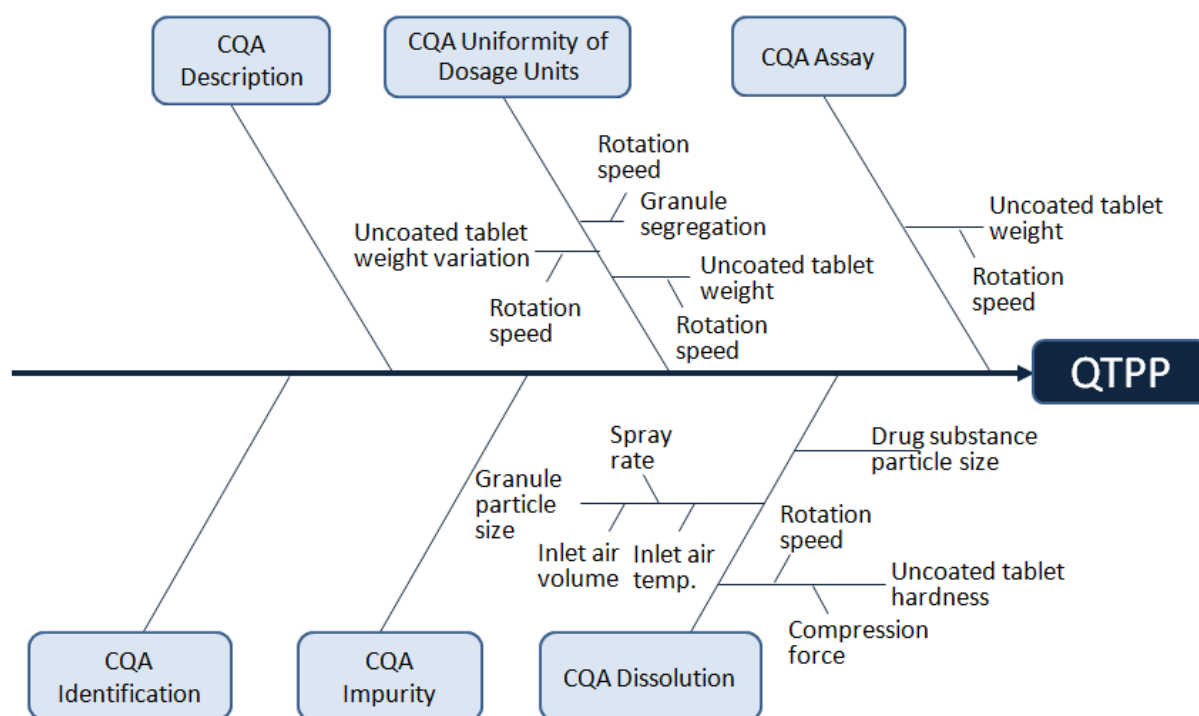 CQA
Description
CQA Uniformity of
Dosage Units
CQA Assay
Rotation
speed
Granule
segregation
Uncoated tablet
weight variation
Rotation
speed
Uncoated tablet
weight
Rotation
speed
Uncoated tablet
weight
Rotation
speed
QTPP
Drug substance
particle size
Spray
rate
Granule
particle
size
Inlet air
volume
Inlet air
temp.
Rotation
speed
Uncoated tablet
hardness
Compression
force
CQA
Identification
CQA
Impurity
CQA Dissolution